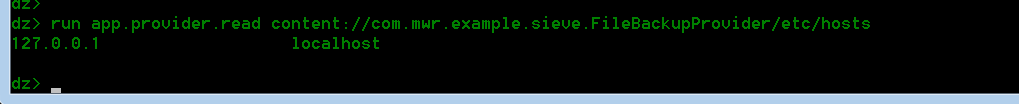 dz>
dz> run app.provider.read content://com.mwr.example.sieve.FileBackupProvider/etc/hosts
127.0.0.1                   localhost
dz>